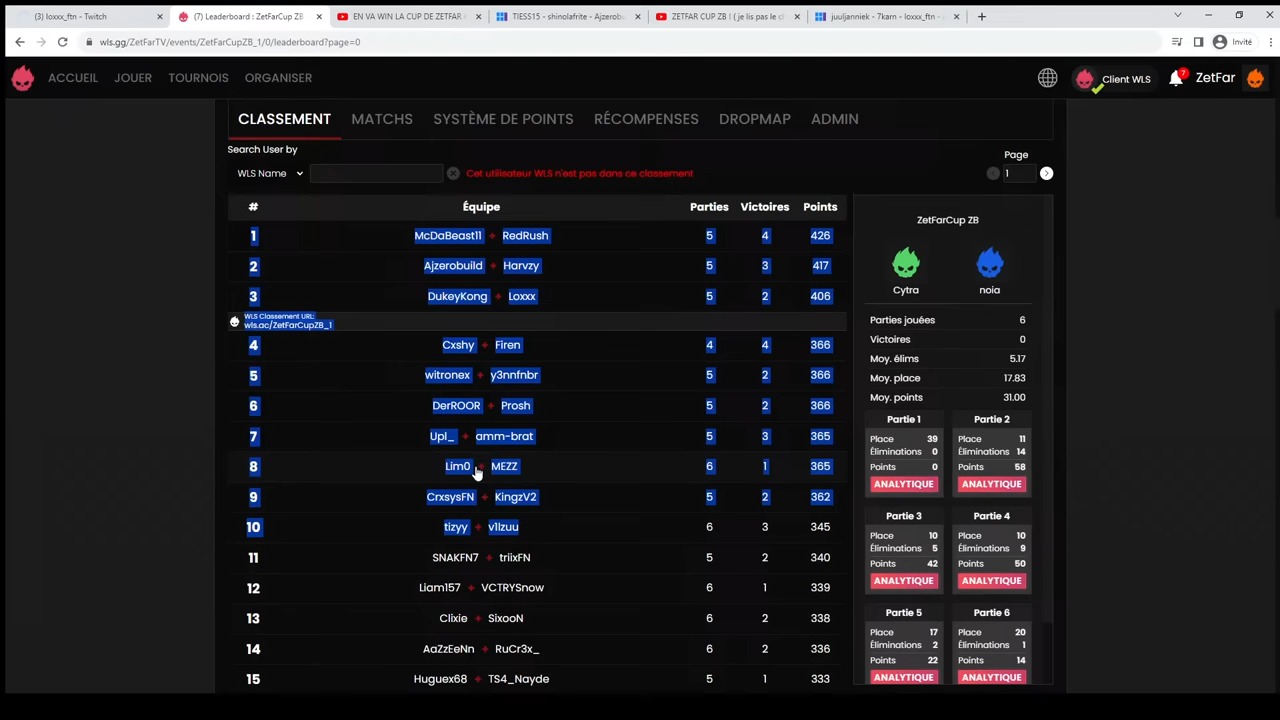 (5) loxxx_ftn - Twitch
(7) Leaderboard : ZetFarCup ZB
EN VA WIN LA CUP DE ZETFAR
TIESS15 - shinolafrite - Ajzerobu
ZETFAR CUP ZB ! ( je lis pas le c
juuljanniek - 7karn - loxxx_ftn
wls.gg/ZetFarTV/events/ZetFarCupZB_1/0/leaderboard?page=0
Invité
ACCUEIL JOUER TOURNOIS ORGANISER
Client WLS 7 ZetFar
CLASSEMENT MATCHS SYSTÈME DE POINTS RÉCOMPENSES DROPMAP ADMIN
Search User by
Page
WLS Name
Cet utilisateur WLS n'est pas dans ce classement
1
# Équipe Parties Victoires Points
1 McDaBeast11 RedRush 5 4 426
2 Ajzerobuild Harvzy 5 3 417
3 DukeyKong Loxxx 5 2 406
WLS Classement URL:
wls.ac/ZetFarCupZB_1
4 Cxshy Firen 4 4 366
5 witronex y3nnfnbr 5 2 366
6 DerROOR Prosh 5 2 366
7 Upl_ amm-brat 5 3 365
8 Lim0 MEZZ 6 1 365
9 CrxsysFN KingzV2 5 2 362
10 tizyy v1lzuu 6 3 345
11 SNAKFN7 triixFN 5 2 340
12 Liam157 VCTRYSnow 6 1 339
13 Clixie SixooN 6 2 338
14 AaZzEeNn RuCr3x_ 6 2 336
15 Huguex68 TS4_Nayde 5 1 333
ZetFarCup ZB
Cytra noia
Parties jouées 6
Victoires 0
Moy. élims 5.17
Moy. place 17.83
Moy. points 31.00
Partie 1
Place 39
Éliminations 0
Points 0
ANALYTIQUE
Partie 2
Place 11
Éliminations 14
Points 58
ANALYTIQUE
Partie 3
Place 10
Éliminations 5
Points 42
ANALYTIQUE
Partie 4
Place 10
Éliminations 9
Points 50
ANALYTIQUE
Partie 5
Place 17
Éliminations 2
Points 22
ANALYTIQUE
Partie 6
Place 20
Éliminations 1
Points 14
ANALYTIQUE